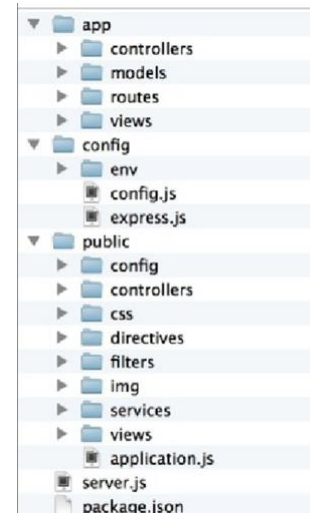 app
controllers
models
routes
views
config
env
config.js
express.js
public
config
controllers
css
directives
filters
img
services
views
application.js
server.js
package.json